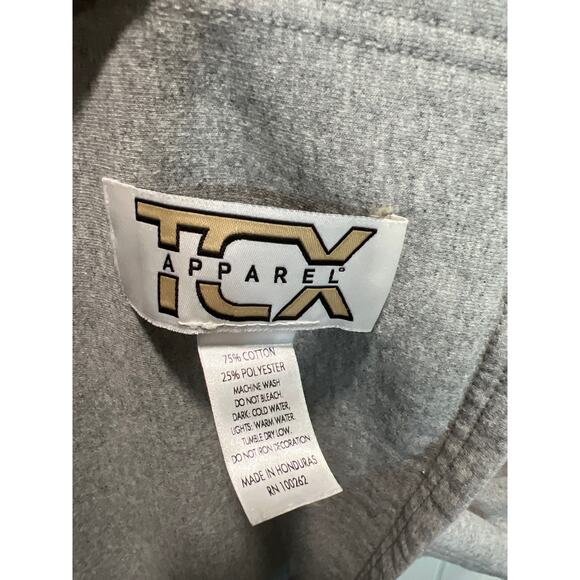 TCX
APPAREL
75% COTTON
25% POLYESTER
MACHINE WASH
DO NOT BLEACH.
DARK: COLD WATER,
LIGHTS: WARM WATER.
TUMBLE DRY LOW.
DO NOT IRON DECORATION
MADE IN HONDURAS
RN 100262